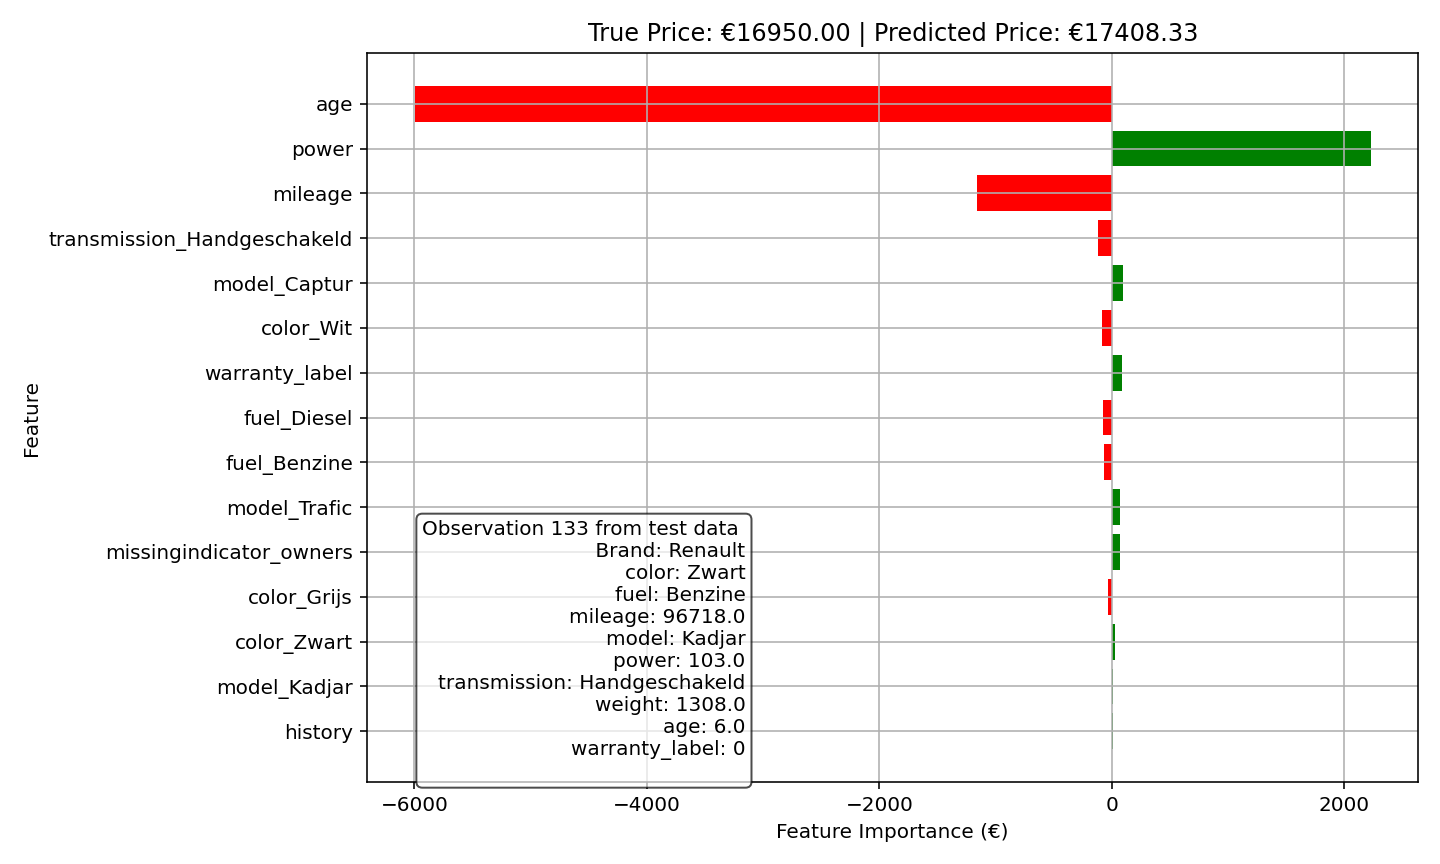 True Price: €16950.00 | Predicted Price: €17408.33
Feature
age
power
mileage
transmission_Handgeschakeld
model_Captur
color_Wit
warranty_label
fuel_Diesel
fuel_Benzine
model_Trafic
missingindicator_owners
color_Grijs
color_Zwart
model_Kadjar
history
Observation 133 from test data
Brand: Renault
color: Zwart
fuel: Benzine
mileage: 96718.0
model: Kadjar
power: 103.0
transmission: Handgeschakeld
weight: 1308.0
age: 6.0
warranty_label: 0
−6000 −4000 −2000 0 2000
Feature Importance (€)